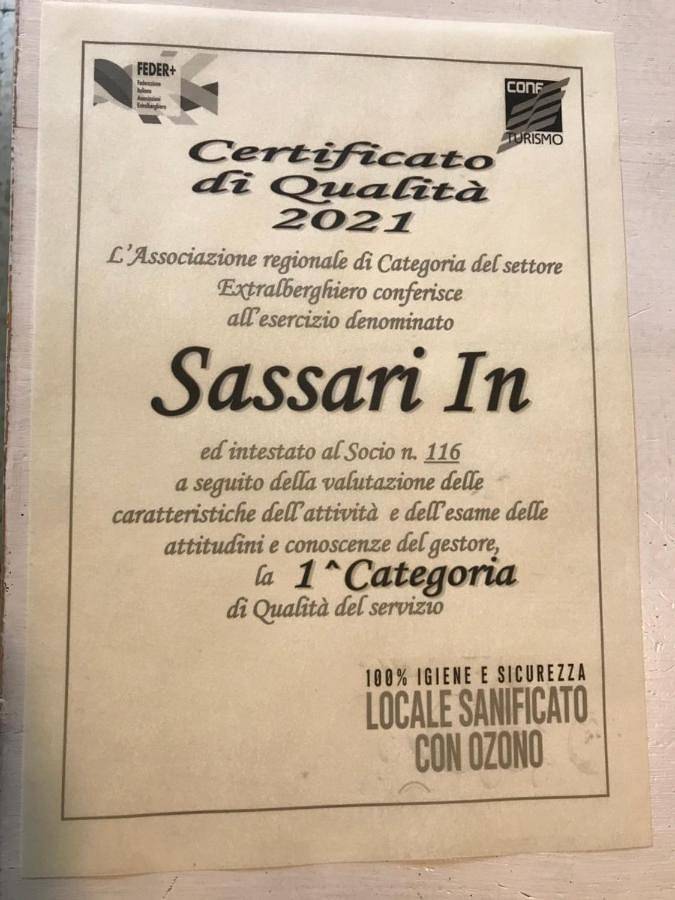 FEDER+
Federazione
Italiana
Associazioni
Extralberghiere
CONF
TURISMO
Certificato
di Qualità
2021
L'Associazione regionale di Categoria del settore
Extralberghiero conferisce
all'esercizio denominato
Sassari In
ed intestato al Socio n. 116
a seguito della valutazione delle
caratteristiche dell'attività e dell'esame delle
attitudini e conoscenze del gestore,
la 1^Categoria
di Qualità del servizio
100% IGIENE E SICUREZZA
LOCALE SANIFICATO
CON OZONO